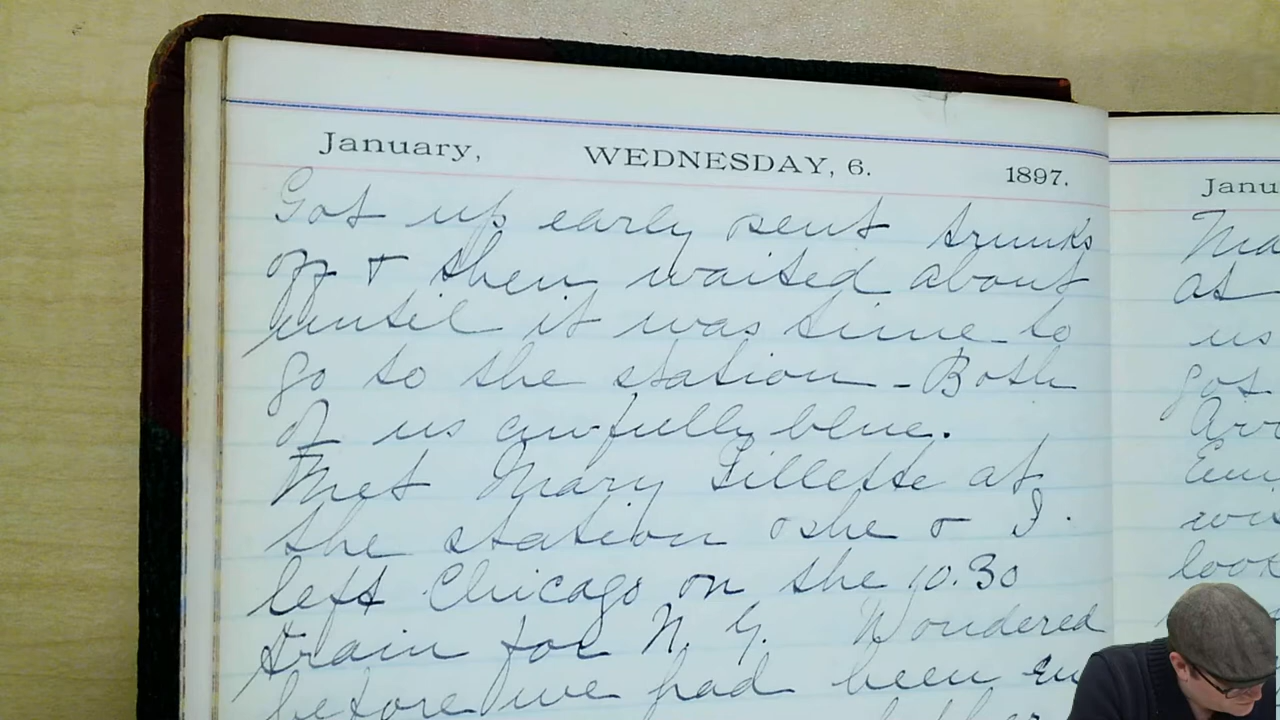 January, WEDNESDAY, 6. 1897.
Got up early sent trunks
off & then waited about
until it was time to
go to the station - Both
of us awfully blue.
Met Mary Gillette at
the station & she & I.
left Chicago on the 10.30
train for N. Y. Wondered
before we had been
Janu
Ma
at
us
got
look